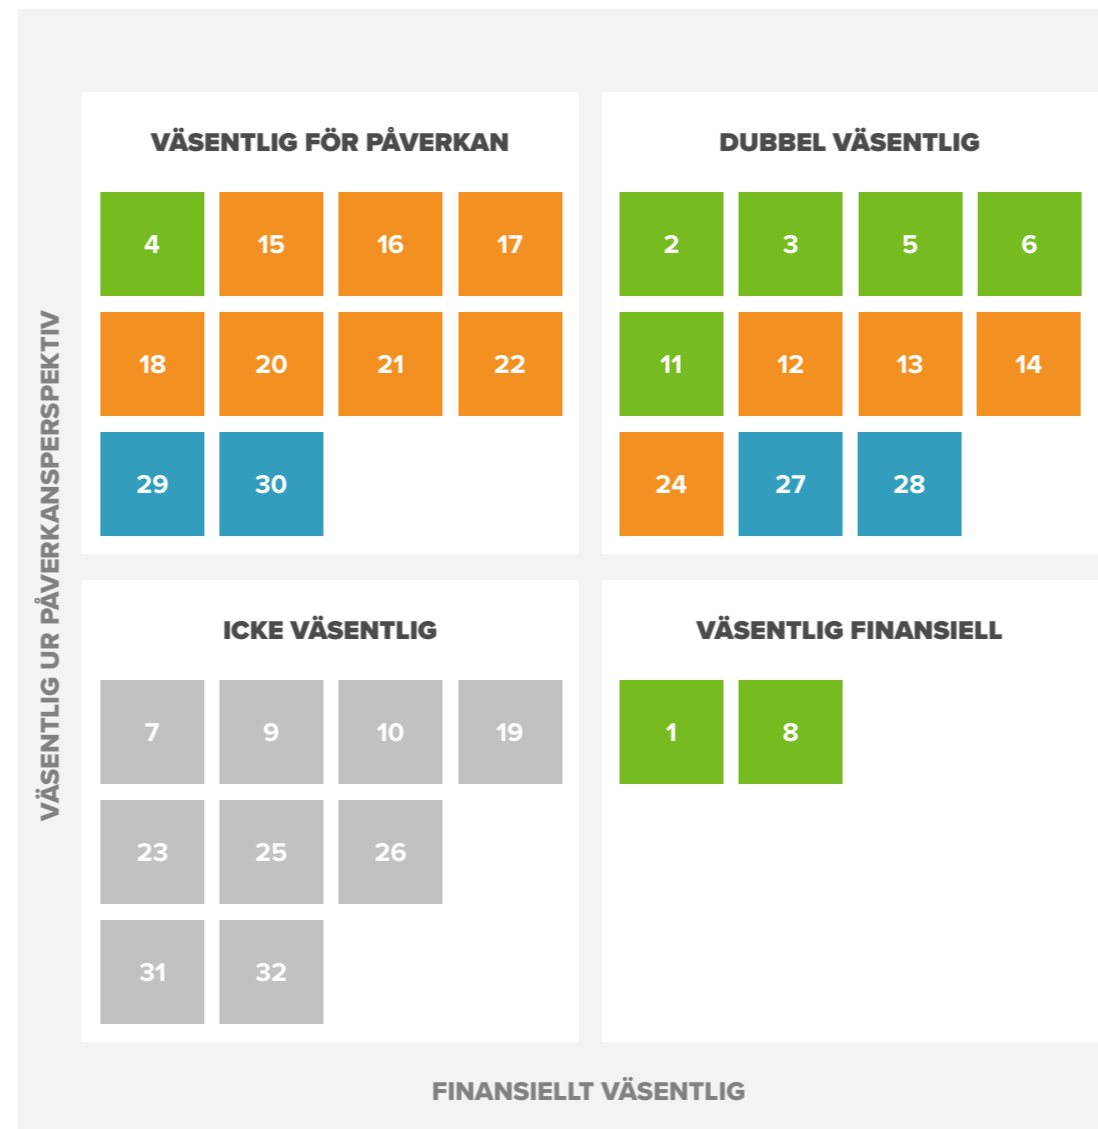 VÄSENTLIG UR PÅVERKANSPERSPEKTIV
VÄSENTLIG FÖR PÅVERKAN
4 15 16 17
18 20 21 22
29 30
DUBBEL VÄSENTLIG
2 3 5 6
11 12 13 14
24 27 28
ICKE VÄSENTLIG
7 9 10 19
23 25 26
31 32
VÄSENTLIG FINANSIELL
1 8
FINANSIELLT VÄSENTLIG